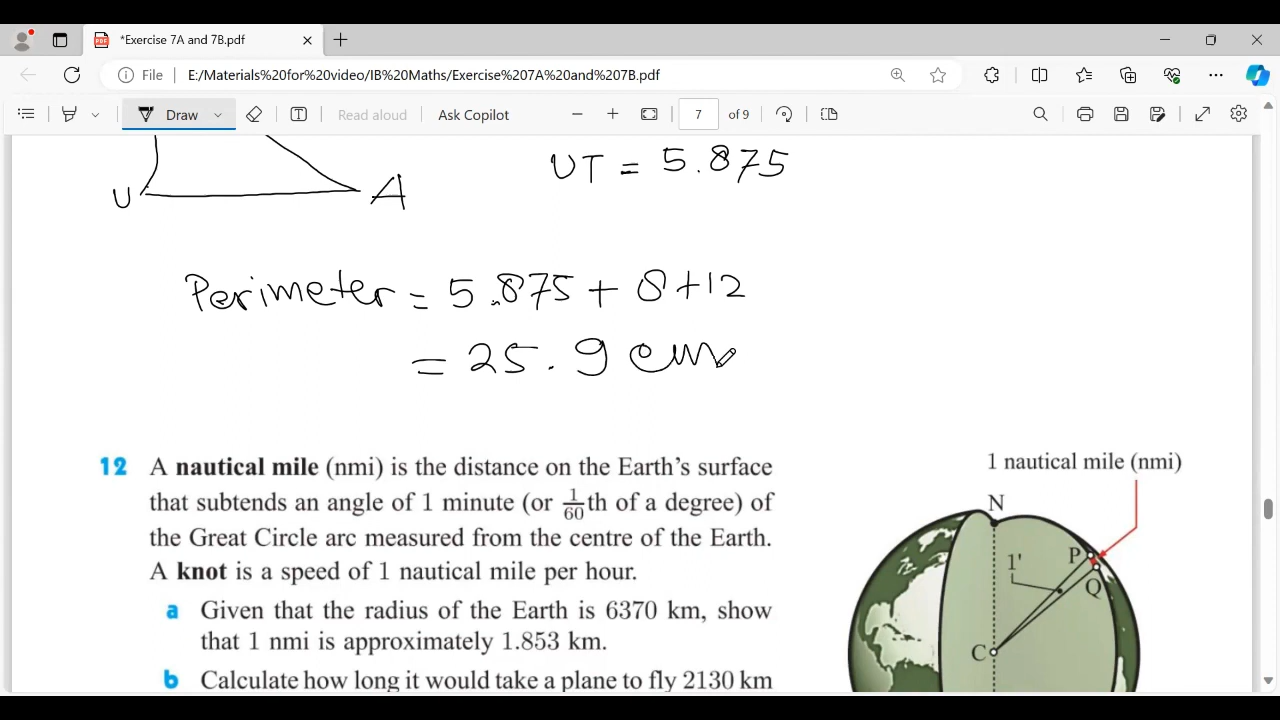 *Exercise 7A and 7B.pdf
File E:/Materials%20for%20video/IB%20Maths/Exercise%207A%20and%207B.pdf
Draw Read aloud Ask Copilot 7 of 9
U A UT = 5.875
Perimeter = 5.875 + 8+12
= 25.9 cm
12 A nautical mile (nmi) is the distance on the Earth's surface
that subtends an angle of 1 minute (or 1/60 th of a degree) of
the Great Circle arc measured from the centre of the Earth.
A knot is a speed of 1 nautical mile per hour.
a Given that the radius of the Earth is 6370 km, show
that 1 nmi is approximately 1.853 km.
b Calculate how long it would take a plane to fly 2130 km
1 nautical mile (nmi)
N
P
1'
Q
C